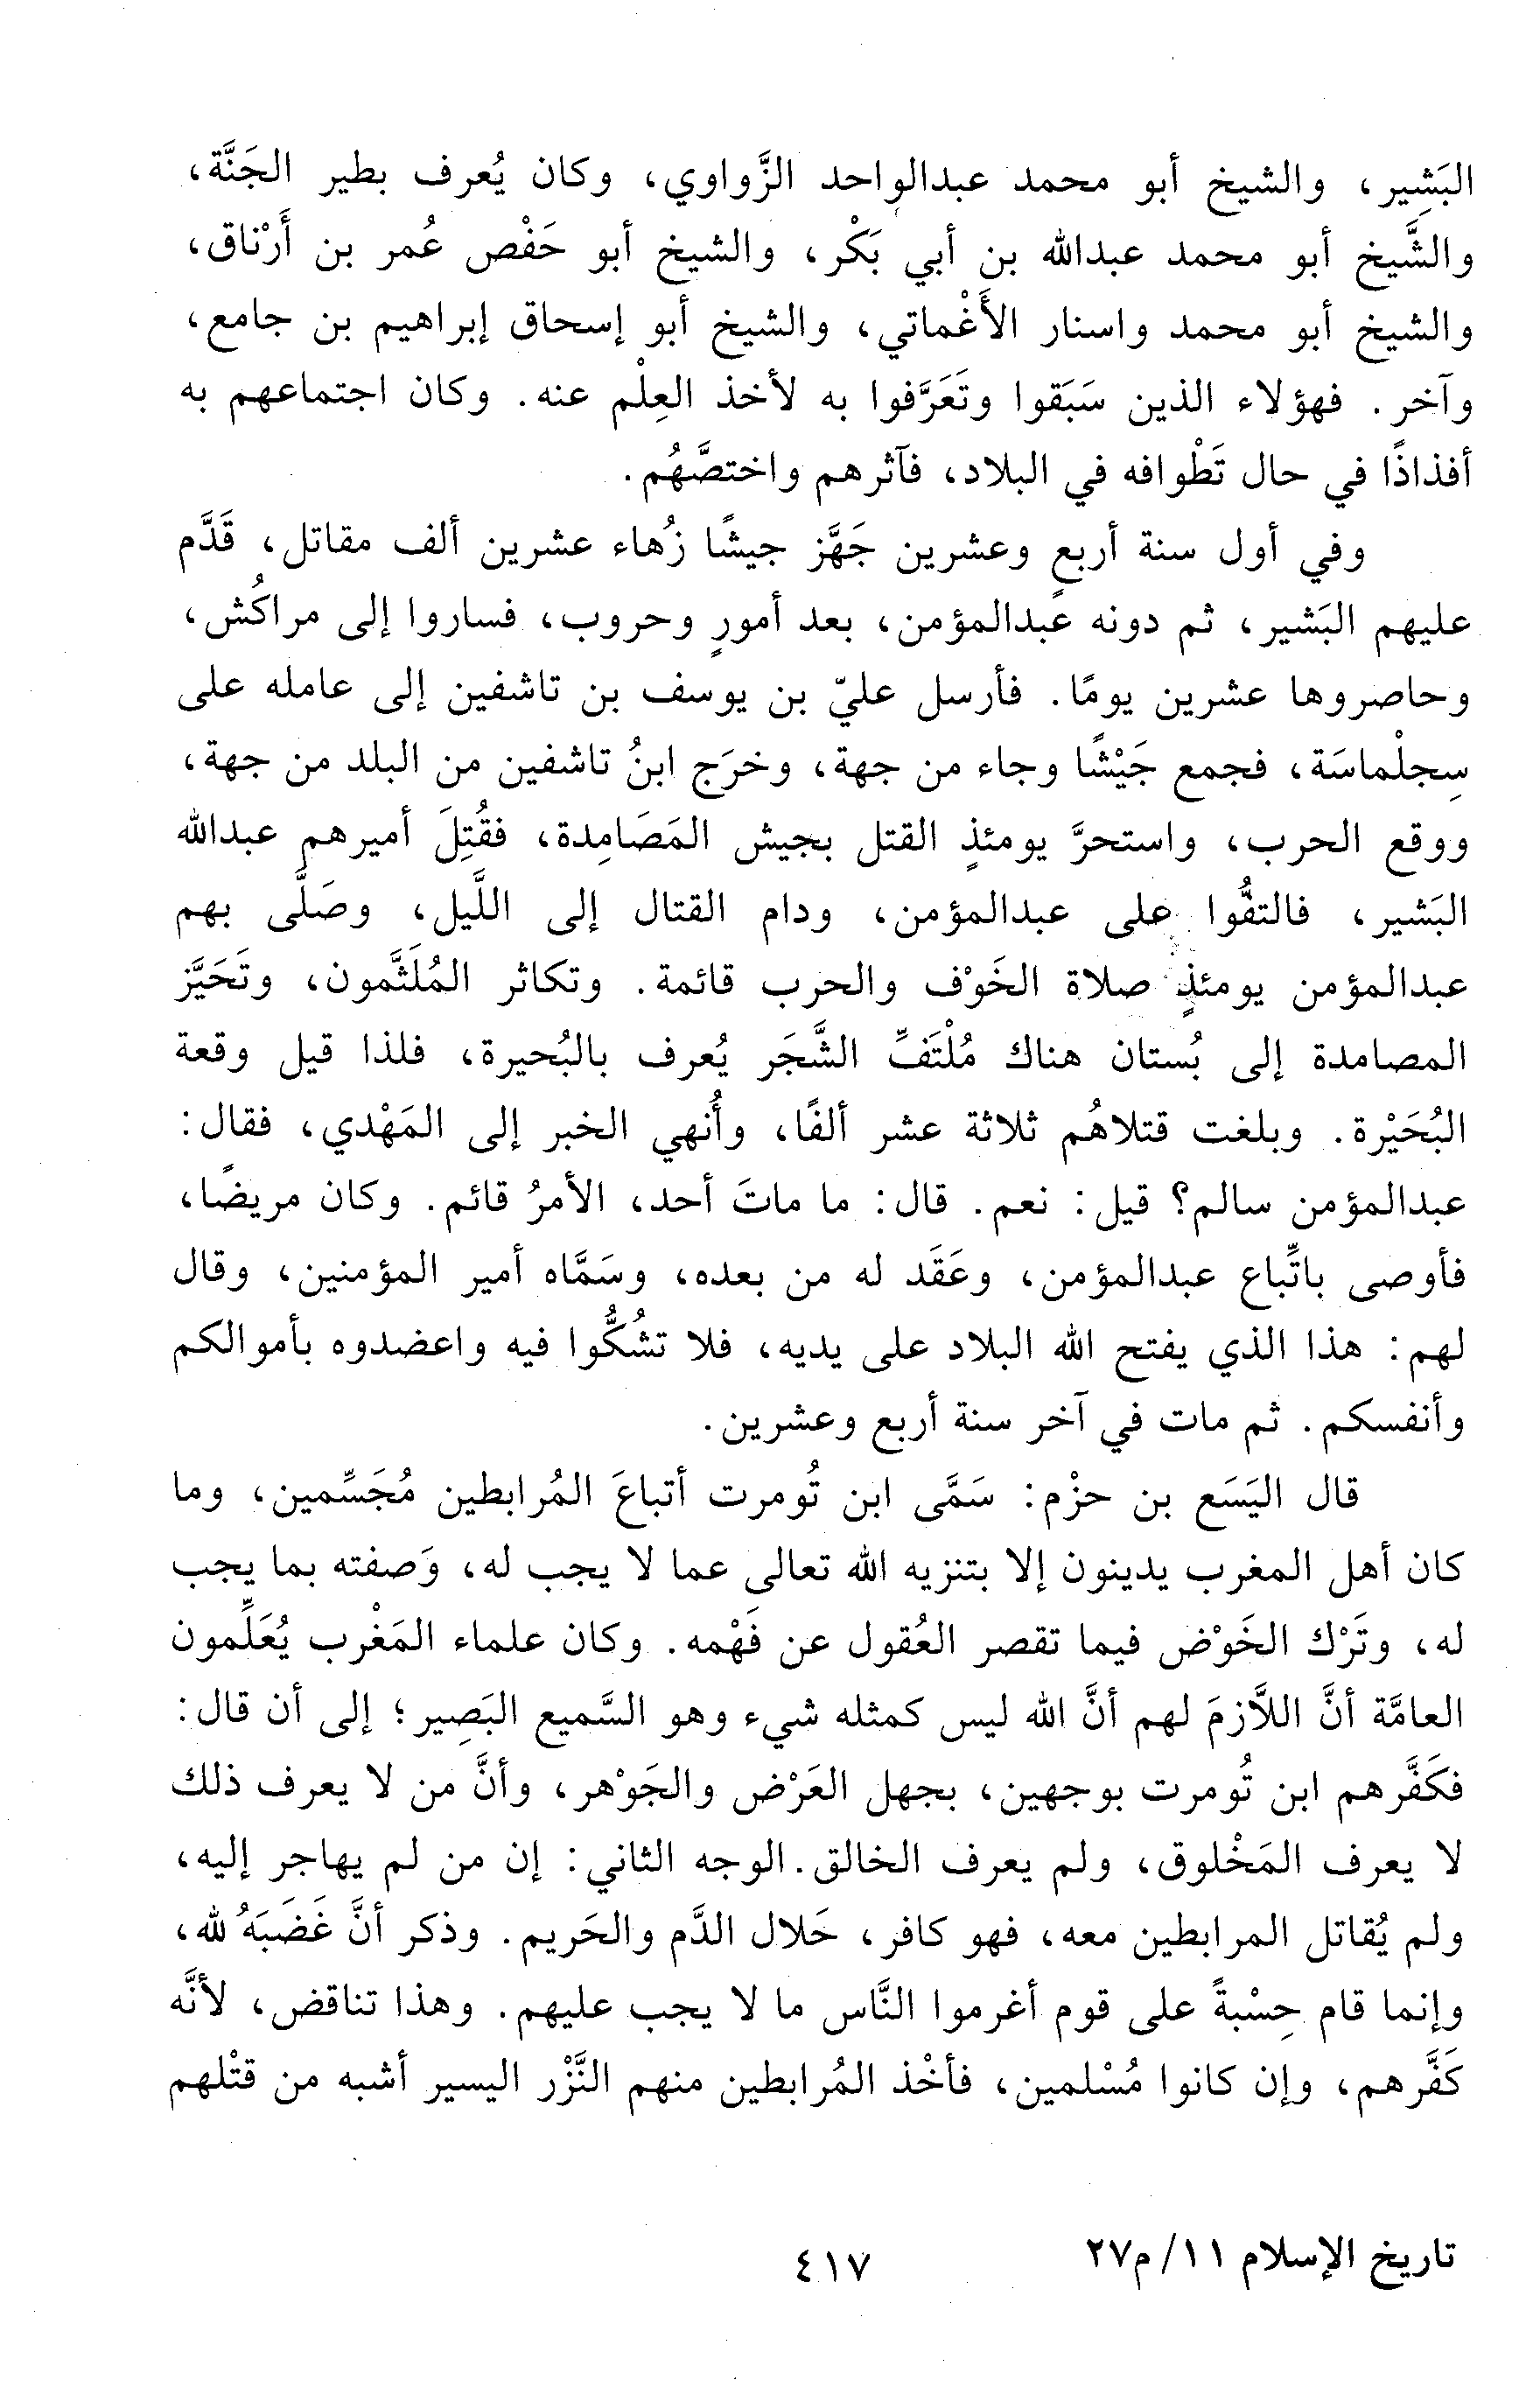 البَشِير، والشيخ أبو محمد عبدالواحد الزَّواوي، وكان يُعرف بطير الجَنَّة،
والشَّيخ أبو محمد عبدالله بن أبي بَكْر، والشيخ أبو حَفْص عُمر بن أَرْناق،
والشيخ أبو محمد واسنار الأَغْماتي، والشيخ أبو إسحاق إبراهيم بن جامع،
وآخر. فهؤلاء الذين سَبَقوا وتَعَرَّفوا به لأخذ العِلْم عنه. وكان اجتماعهم به
أفذاذًا في حال تَطْوافه في البلاد، فآثرهم واختصَّهُم.
وفي أول سنة أربعٍ وعشرين جَهَّز جيشًا زُهاء عشرين ألف مقاتل، قَدَّم
عليهم البَشير، ثم دونه عبدالمؤمن، بعد أمورٍ وحروب، فساروا إلى مراكُش،
وحاصروها عشرين يومًا. فأرسل عليّ بن يوسف بن تاشفين إلى عامله على
سِجلْماسَة، فجمع جَيْشًا وجاء من جهة، وخرَج ابنُ تاشفين من البلد من جهة،
ووقع الحرب، واستحرَّ يومئذٍ القتل بجيش المَصَامِدة، فقُتِلَ أميرهم عبدالله
البَشير، فالتفُّوا على عبدالمؤمن، ودام القتال إلى اللَّيل، وصَلَّى بهم
عبدالمؤمن يومئذٍ صلاة الخَوْف والحرب قائمة. وتكاثر المُلَثَّمون، وتَحَيَّز
المصامدة إلى بُستان هناك مُلْتَفِّ الشَّجَر يُعرف بالبُحيرة، فلذا قيل وقعة
البُحَيْرة. وبلغت قتلاهُم ثلاثة عشر ألفًا، وأُنهي الخبر إلى المَهْدي، فقال:
عبدالمؤمن سالم؟ قيل: نعم. قال: ما ماتَ أحد، الأمرُ قائم. وكان مريضًا،
فأوصى باتِّباع عبدالمؤمن، وعَقَد له من بعده، وسَمَّاه أمير المؤمنين، وقال
لهم: هذا الذي يفتح الله البلاد على يديه، فلا تشُكُّوا فيه واعضدوه بأموالكم
وأنفسكم. ثم مات في آخر سنة أربع وعشرين.
قال اليَسَع بن حزْم: سَمَّى ابن تُومرت أتباعَ المُرابطين مُجَسِّمين، وما
كان أهل المغرب يدينون إلا بتنزيه الله تعالى عما لا يجب له، وَصفته بما يجب
له، وتَرْك الخَوْض فيما تقصر العُقول عن فَهْمه. وكان علماء المَغْرب يُعَلِّمون
العامَّة أنَّ اللاَّزمَ لهم أنَّ الله ليس كمثله شيء وهو السَّميع البَصِير؛ إلى أن قال:
فكَفَّرهم ابن تُومرت بوجهين، بجهل العَرْض والجَوْهر، وأنَّ من لا يعرف ذلك
لا يعرف المَخْلوق، ولم يعرف الخالق. الوجه الثاني: إن من لم يهاجر إليه،
ولم يُقاتل المرابطين معه، فهو كافر، حَلال الدَّم والحَريم. وذكر أنَّ غَضَبَهُ لله،
وإنما قام حِسْبةً على قوم أغرموا النَّاس ما لا يجب عليهم. وهذا تناقض، لأنَّه
كَفَّرهم، وإن كانوا مُسْلمين، فأخْذ المُرابطين منهم النَّزْر اليسير أشبه من قتْلهم
تاريخ الإسلام ١١/ م٢٧
٤١٧